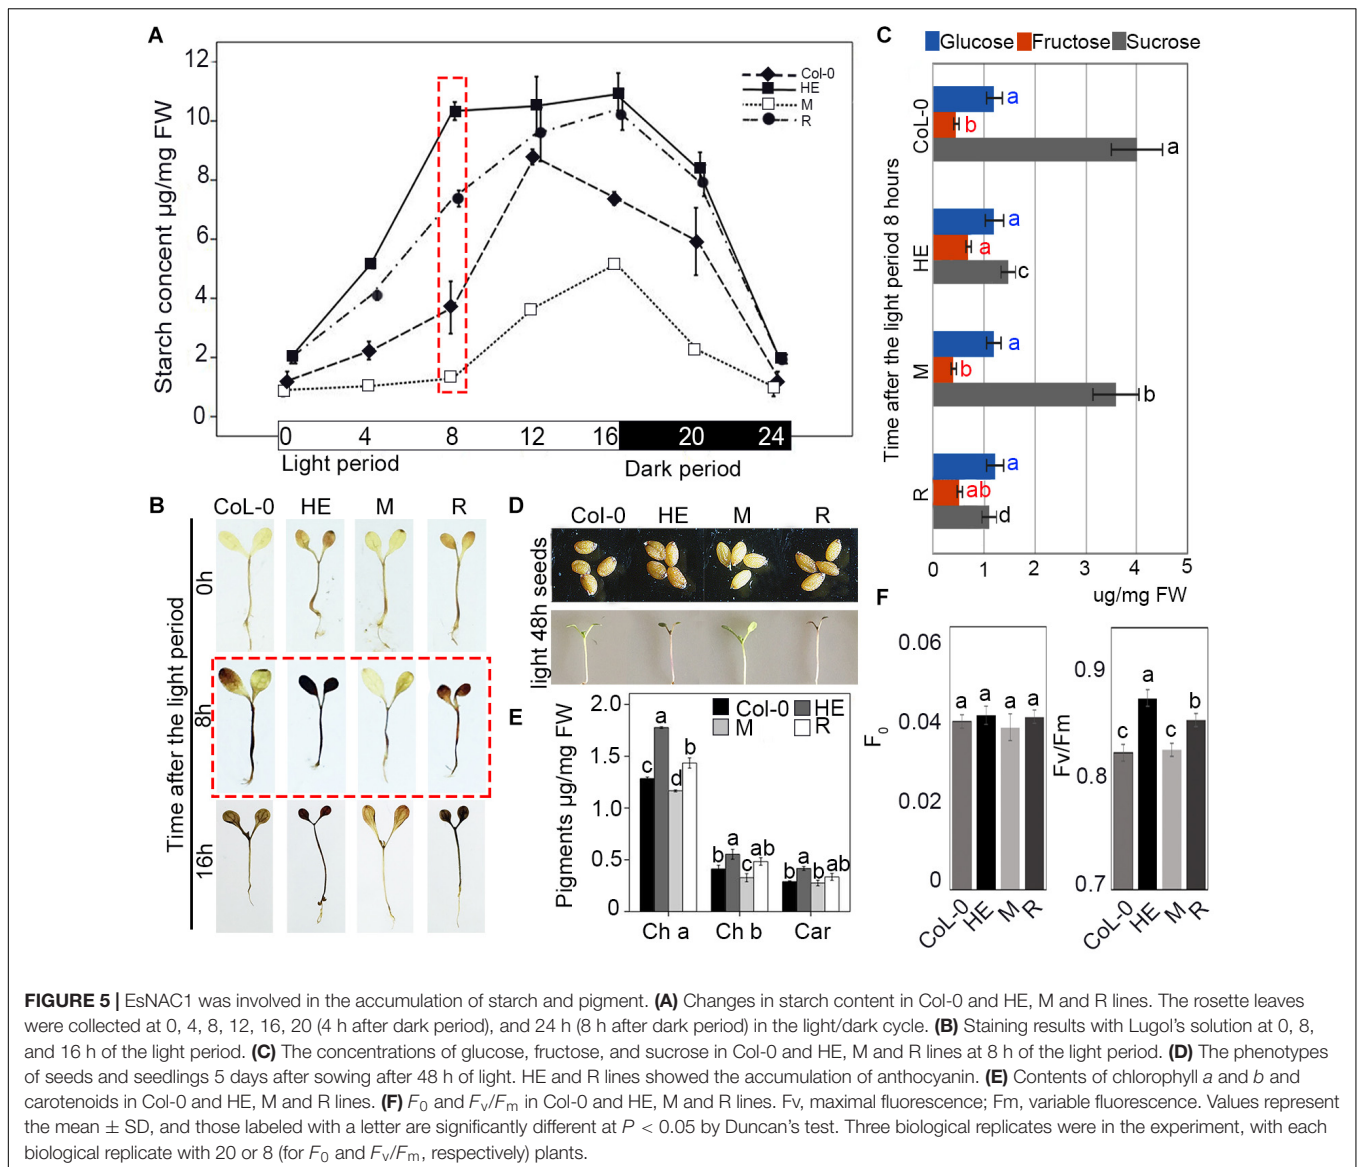 A
Starch concent µg/mg FW
12
10
8
6
4
2
0
Col-0
HE
M
R
0 4 8 12 16 20 24
Light period Dark period
B
CoL-0 HE M R
Time after the light period
0h
8h
16h
C
Glucose Fructose Sucrose
Time after the light period 8 hours
CoL-0
a
b
a
HE
a
a
c
M
a
b
b
R
a
ab
d
0 1 2 3 4 5
ug/mg FW
D
Col-0 HE M R
light 48h seeds
E
Pigments µg/mg FW
2.0
1.5
1.0
0.5
0
Col-0 HE
M R
c a d b
b a c ab
b a b ab
Ch a Ch b Car
F
F0
0.06
0.04
0.02
0
a a a a
CoL-0 HE M R
Fv/Fm
0.9
0.8
0.7
c a c b
CoL-0 HE M R
FIGURE 5 | EsNAC1 was involved in the accumulation of starch and pigment. (A) Changes in starch content in Col-0 and HE, M and R lines. The rosette leaves
were collected at 0, 4, 8, 12, 16, 20 (4 h after dark period), and 24 h (8 h after dark period) in the light/dark cycle. (B) Staining results with Lugol's solution at 0, 8,
and 16 h of the light period. (C) The concentrations of glucose, fructose, and sucrose in Col-0 and HE, M and R lines at 8 h of the light period. (D) The phenotypes
of seeds and seedlings 5 days after sowing after 48 h of light. HE and R lines showed the accumulation of anthocyanin. (E) Contents of chlorophyll a and b and
carotenoids in Col-0 and HE, M and R lines. (F) F0 and Fv/Fm in Col-0 and HE, M and R lines. Fv, maximal fluorescence; Fm, variable fluorescence. Values represent
the mean ± SD, and those labeled with a letter are significantly different at P < 0.05 by Duncan's test. Three biological replicates were in the experiment, with each
biological replicate with 20 or 8 (for F0 and Fv/Fm, respectively) plants.